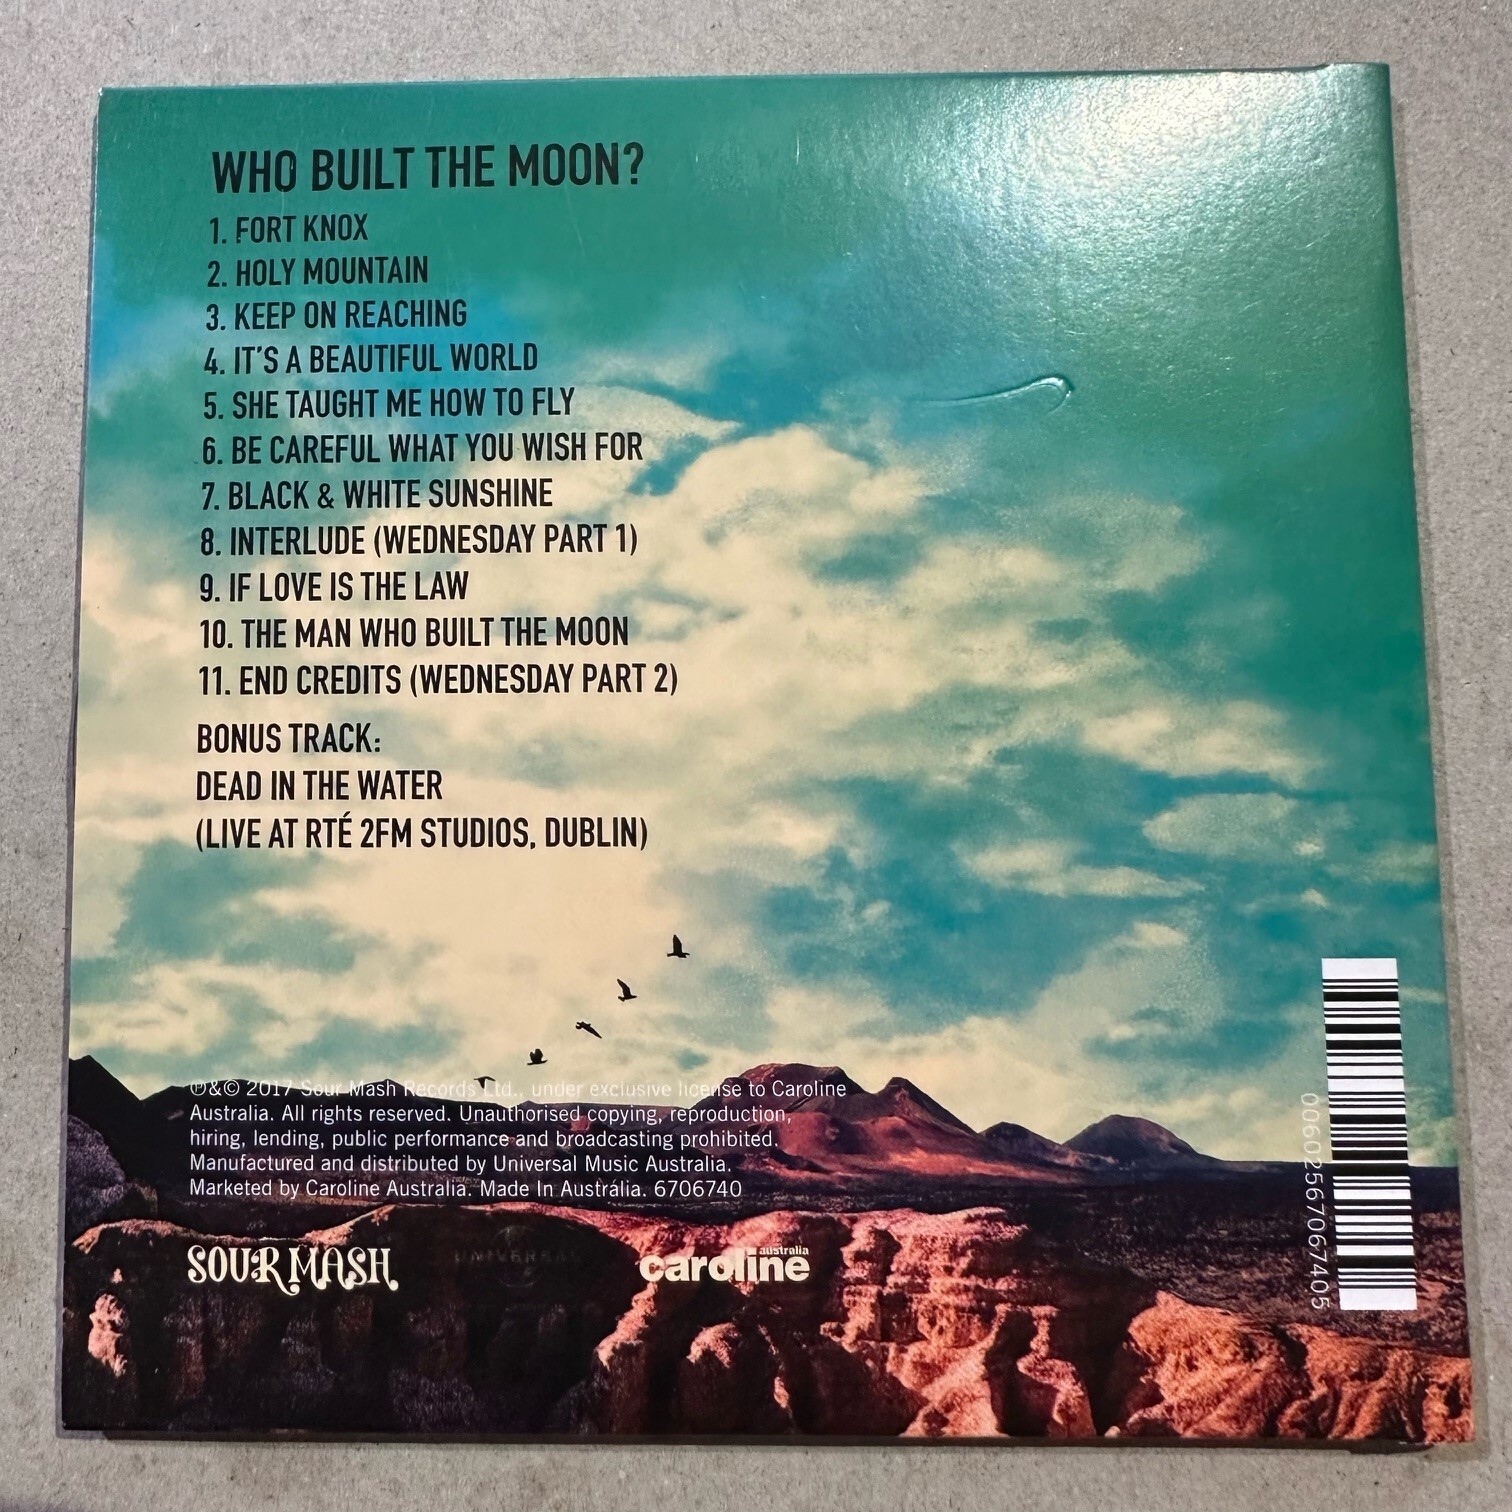 WHO BUILT THE MOON?
1. FORT KNOX
2. HOLY MOUNTAIN
3. KEEP ON REACHING
4. IT'S A BEAUTIFUL WORLD
5. SHE TAUGHT ME HOW TO FLY
6. BE CAREFUL WHAT YOU WISH FOR
7. BLACK & WHITE SUNSHINE
8. INTERLUDE (WEDNESDAY PART 1)
9. IF LOVE IS THE LAW
10. THE MAN WHO BUILT THE MOON
11. END CREDITS (WEDNESDAY PART 2)
BONUS TRACK:
DEAD IN THE WATER
(LIVE AT RTÉ 2FM STUDIOS, DUBLIN)
℗&© 2017 Sour Mash Records Ltd., under exclusive license to Caroline
Australia. All rights reserved. Unauthorised copying, reproduction,
hiring, lending, public performance and broadcasting prohibited.
Manufactured and distributed by Universal Music Australia.
Marketed by Caroline Australia. Made In Australia. 6706740
SOUR MASH
UNIVERSAL
australia
caroline
00602567067405